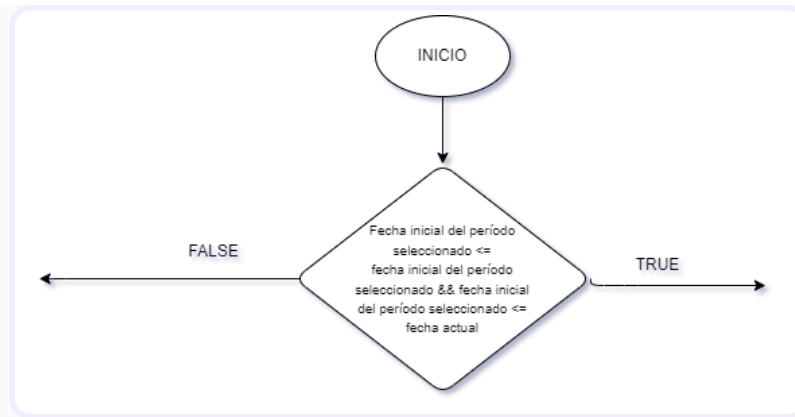 INICIO
FALSE
Fecha inicial del período
seleccionado <=
fecha inicial del período
seleccionado && fecha inicial
del período seleccionado <=
fecha actual
TRUE